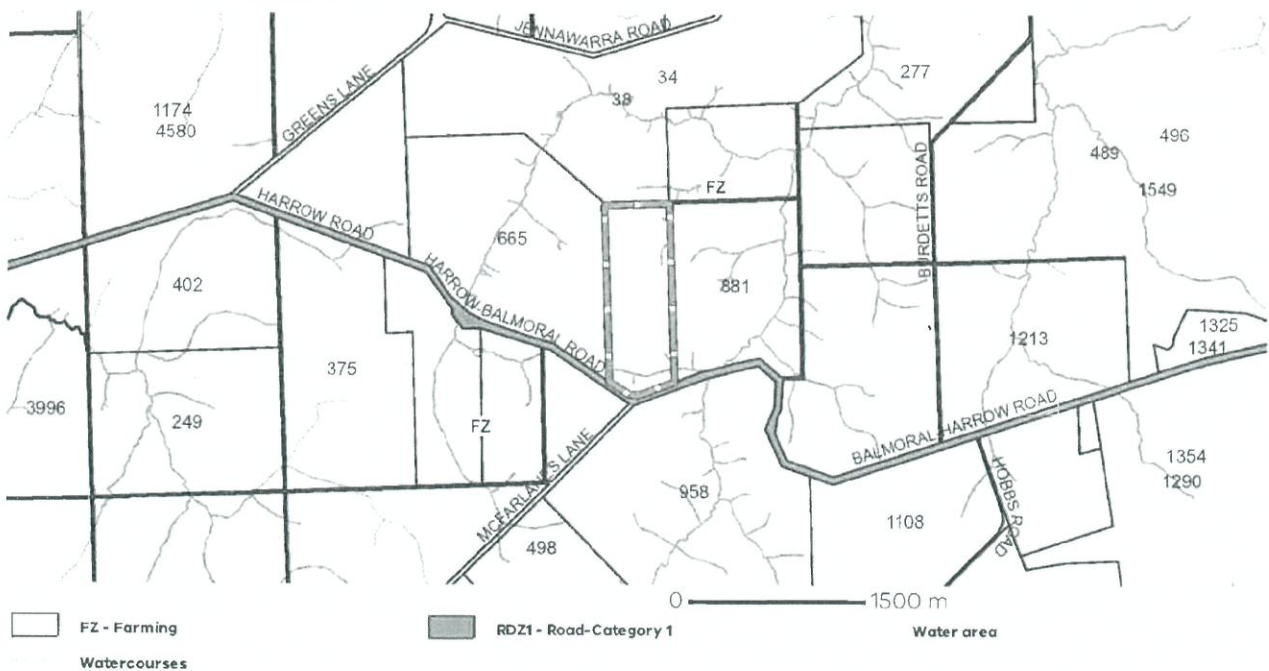 JENNAWARRA ROAD
34
38
277
1174
4580
GREENS LANE
496
489
1549
BURDETTS ROAD
FZ
HARROW ROAD
665
402
HARROW-BALMORAL ROAD
881
1325
1341
1213
375
3996
249
FZ
BALMORAL-HARROW ROAD
MCFARLANES LANE
958
1354
1290
HOBBS ROAD
1108
498
0 1500 m
FZ - Farming
RDZ1 - Road-Category 1
Water area
Watercourses